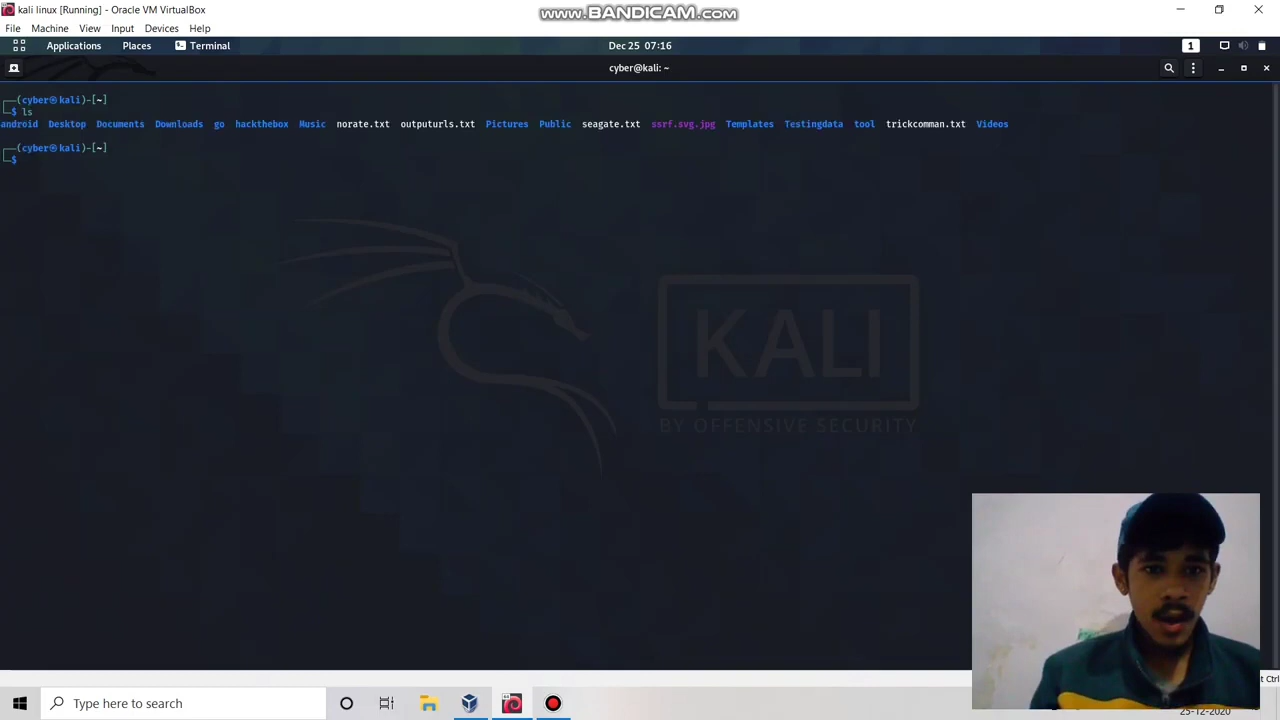 kali linux [Running] - Oracle VM VirtualBox
www.BANDICAM.com
File Machine View Input Devices Help
Applications Places Terminal Dec 25 07:16 1
cyber@kali: ~
(cyber㉿kali)-[~]
$ ls
android Desktop Documents Downloads go hackthebox Music norate.txt outputurls.txt Pictures Public seagate.txt ssrf.svg.jpg Templates Testingdata tool trickcomman.txt Videos
(cyber㉿kali)-[~]
$
KALI
BY OFFENSIVE SECURITY
Type here to search
25-12-2020